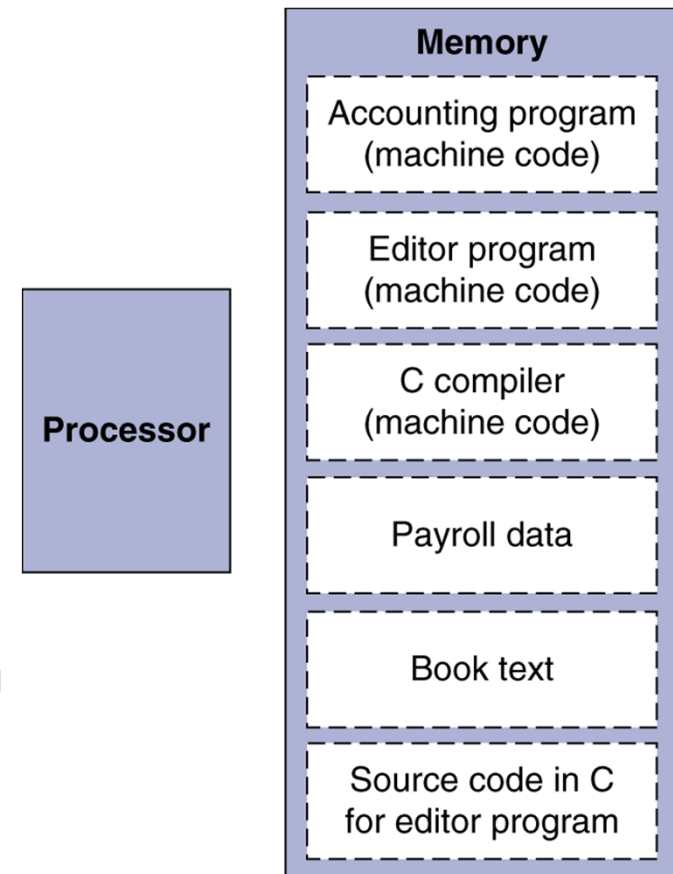 Memory
Accounting program
(machine code)
Editor program
(machine code)
C compiler
(machine code)
Processor
Payroll data
Book text
Source code in C
for editor program